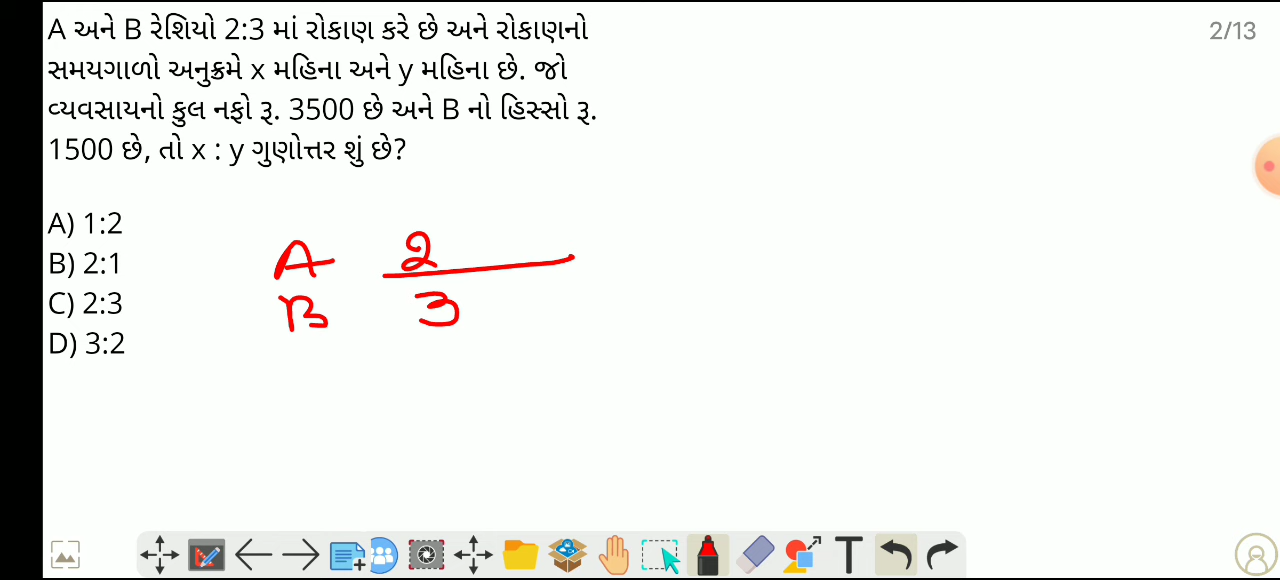 A અને B રેશિયો 2:3 માં રોકાણ કરે છે અને રોકાણનો
2/13
સમયગાળો અનુક્રમે x મહિના અને y મહિના છે. જો
વ્યવસાયનો કુલ નફો રૂ. 3500 છે અને B નો હિસ્સો રૂ.
1500 છે, તો x : y ગુણોત્તર શું છે?
A) 1:2
B) 2:1
C) 2:3
D) 3:2
A 2
B 3
T